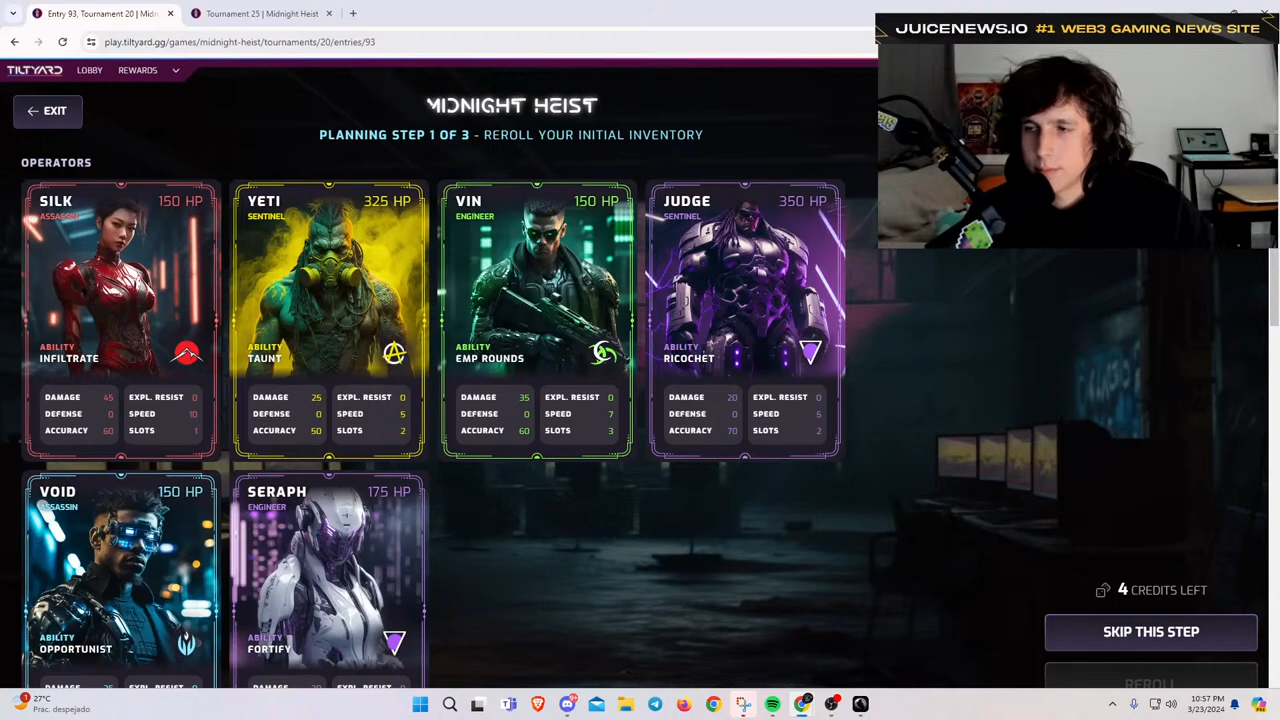 Entry 93, Tournament 20 | Midnig
Tournament 25 | Midnight Heist
play.tiltyard.gg/games/midnight-heist/tournaments/20/entries/93
JUICENEWS.IO #1 WEB3 GAMING NEWS SITE
TILTYARD LOBBY REWARDS
EXIT
MIDNIGHT HEIST
PLANNING STEP 1 OF 3 - REROLL YOUR INITIAL INVENTORY
OPERATORS
SILK 150 HP
ASSASSIN
ABILITY
INFILTRATE
DAMAGE 45 EXPL. RESIST 0
DEFENSE 0 SPEED 10
ACCURACY 60 SLOTS 1
YETI 325 HP
SENTINEL
ABILITY
TAUNT
DAMAGE 25 EXPL. RESIST 0
DEFENSE 0 SPEED 5
ACCURACY 50 SLOTS 2
VIN 150 HP
ENGINEER
ABILITY
EMP ROUNDS
DAMAGE 35 EXPL. RESIST 0
DEFENSE 0 SPEED 7
ACCURACY 60 SLOTS 3
JUDGE 350 HP
SENTINEL
ABILITY
RICOCHET
DAMAGE 20 EXPL. RESIST 0
DEFENSE 0 SPEED 5
ACCURACY 70 SLOTS 2
VOID 150 HP
ASSASSIN
ABILITY
OPPORTUNIST
SERAPH 175 HP
ENGINEER
ABILITY
FORTIFY
4 CREDITS LEFT
SKIP THIS STEP
REROLL
27°C
Prac. despejado
10:57 PM
3/23/2024